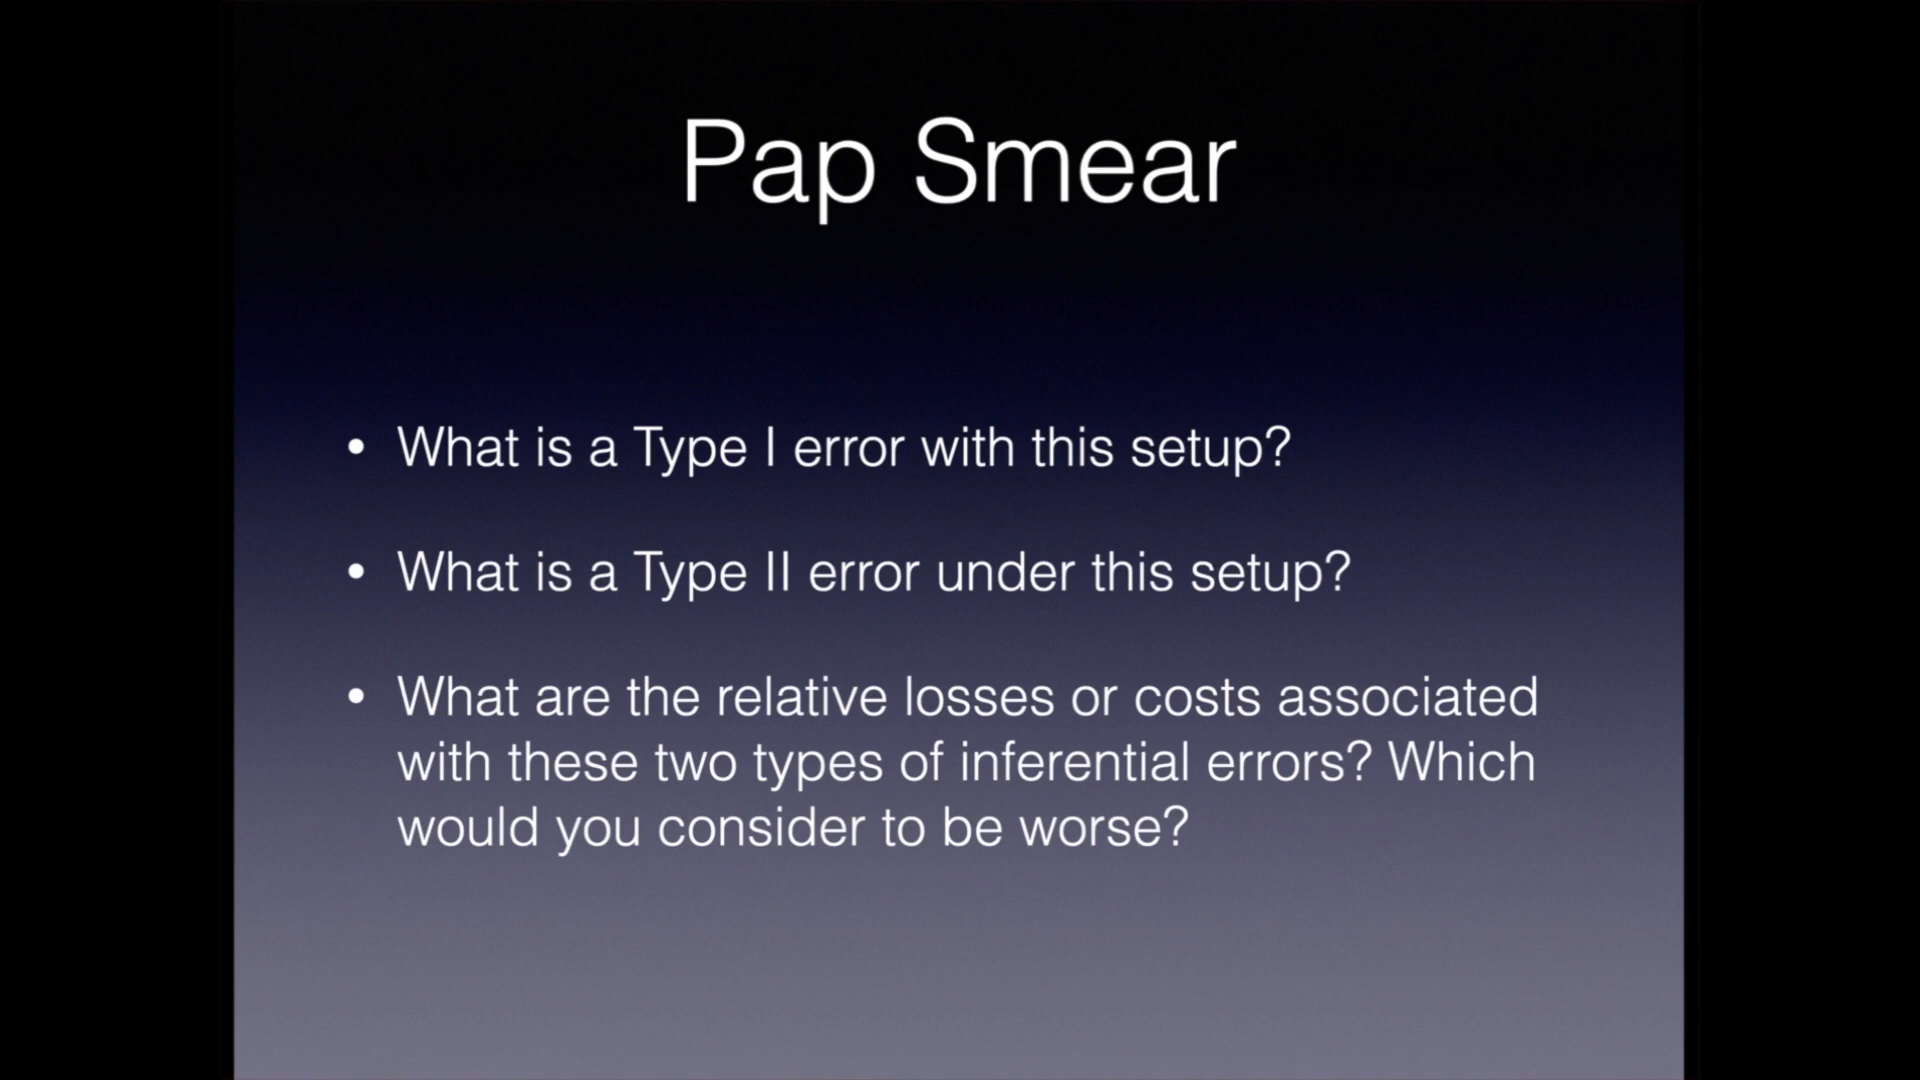 Pap Smear
• What is a Type I error with this setup?
• What is a Type II error under this setup?
• What are the relative losses or costs associated
with these two types of inferential errors? Which
would you consider to be worse?